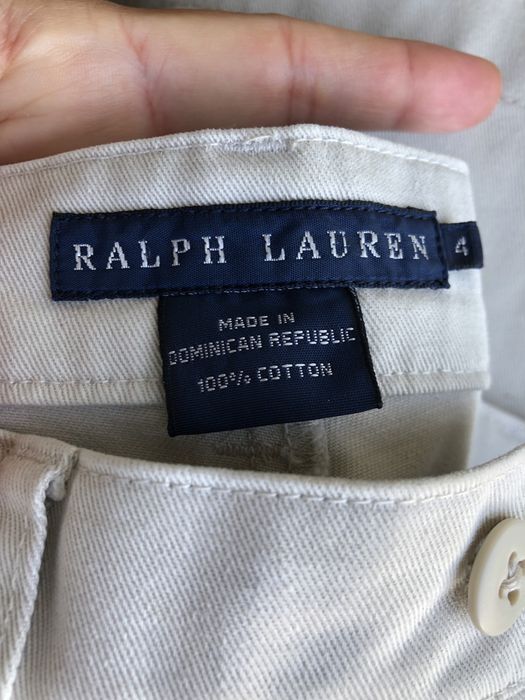 RALPH LAUREN 4
MADE IN
DOMINICAN REPUBLIC
100% COTTON